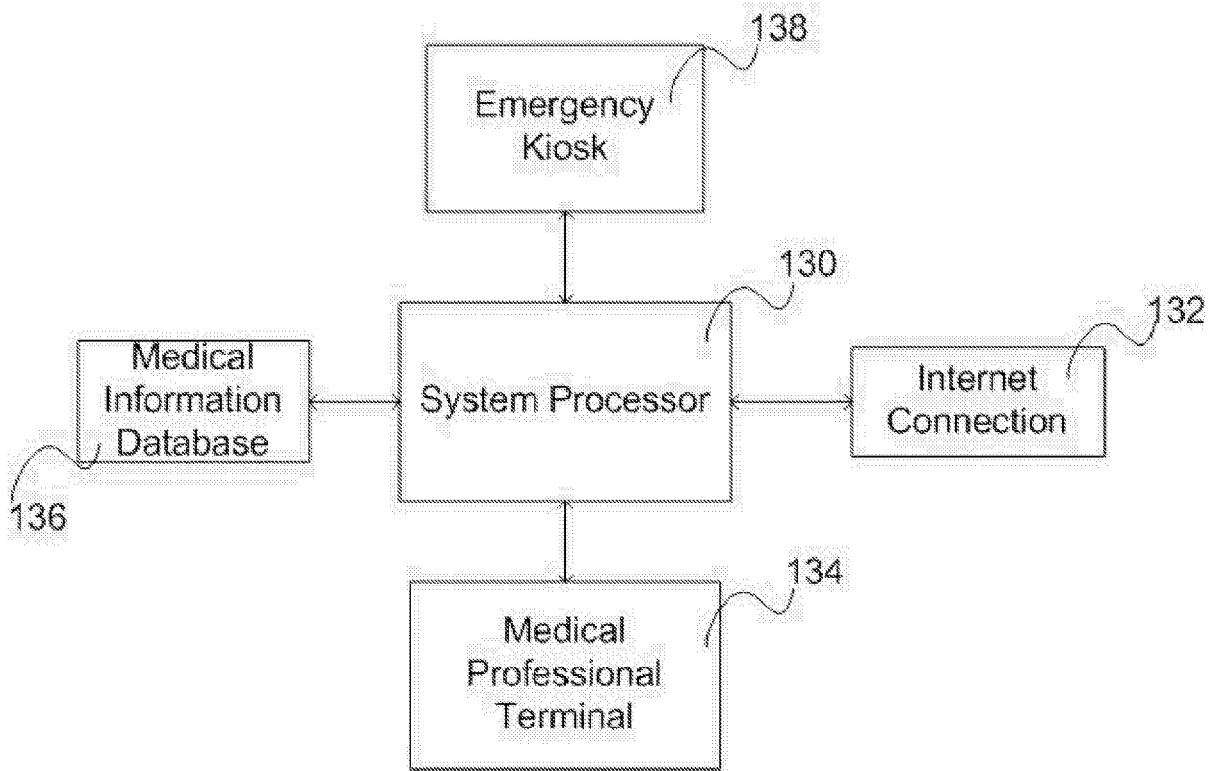 138
Emergency
Kiosk
130
132
Medical
Information
Database
System Processor
Internet
Connection
136
134
Medical
Professional
Terminal